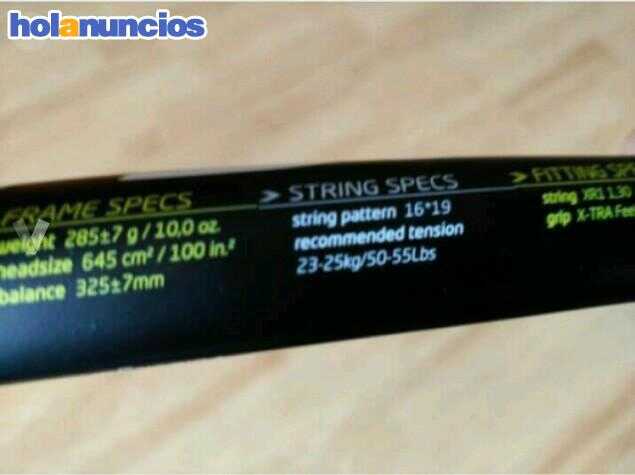 holanuncios
FRAME SPECS
weight 285±7 g / 10,0 oz.
headsize 645 cm² / 100 in.²
balance 325±7mm
> STRING SPECS
string pattern 16*19
recommended tension
23-25kg/50-55Lbs
> FITTING SPE
string XR1 1.30
grip X-TRA Fee